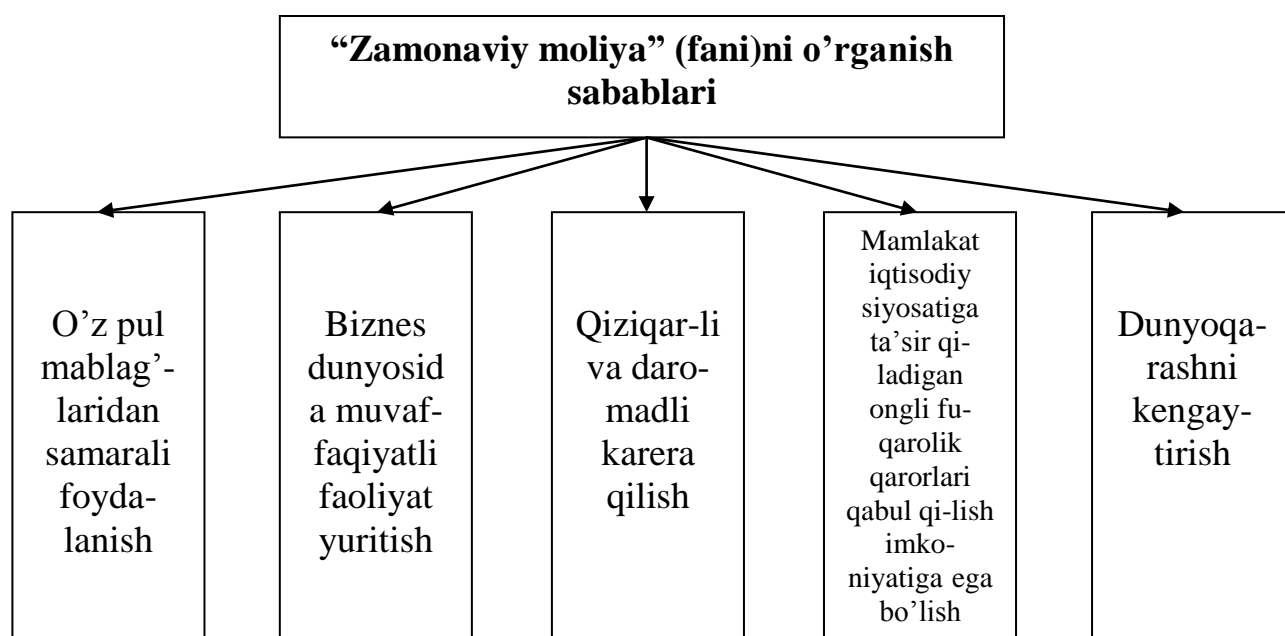 “Zamonaviy moliya” (fani)ni o’rganish
sabablari
O’z pul
mablag’-
laridan
samarali
foyda-
lanish
Biznes
dunyosid
a muvaf-
faqiyatli
faoliyat
yuritish
Qiziqar-li
va daro-
madli
karera
qilish
Mamlakat
iqtisodiy
siyosatiga
ta’sir qi-
ladigan
ongli fu-
qarolik
qarorlari
qabul qi-lish
imko-
niyatiga ega
bo’lish
Dunyoqa-
rashni
kengay-
tirish